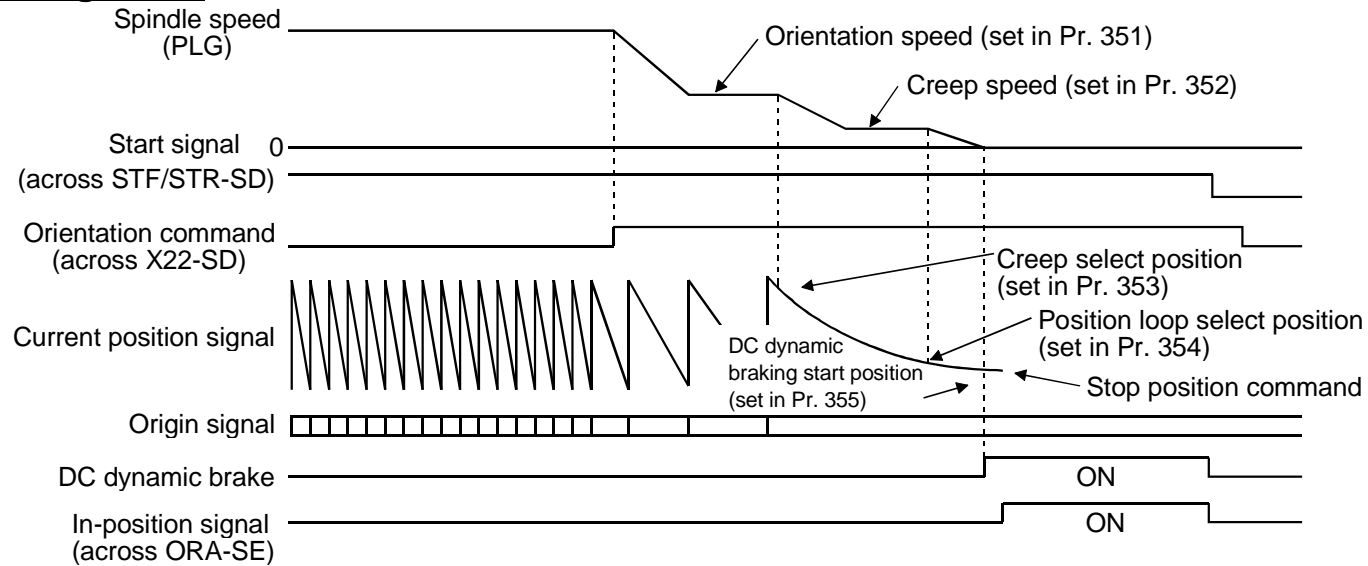 Spindle speed
(PLG)
Orientation speed (set in Pr. 351)
Creep speed (set in Pr. 352)
Start signal 0
(across STF/STR-SD)
Orientation command
(across X22-SD)
Creep select position
(set in Pr. 353)
Current position signal
Position loop select position
(set in Pr. 354)
DC dynamic
braking start position
(set in Pr. 355)
Stop position command
Origin signal
DC dynamic brake
ON
In-position signal
(across ORA-SE)
ON